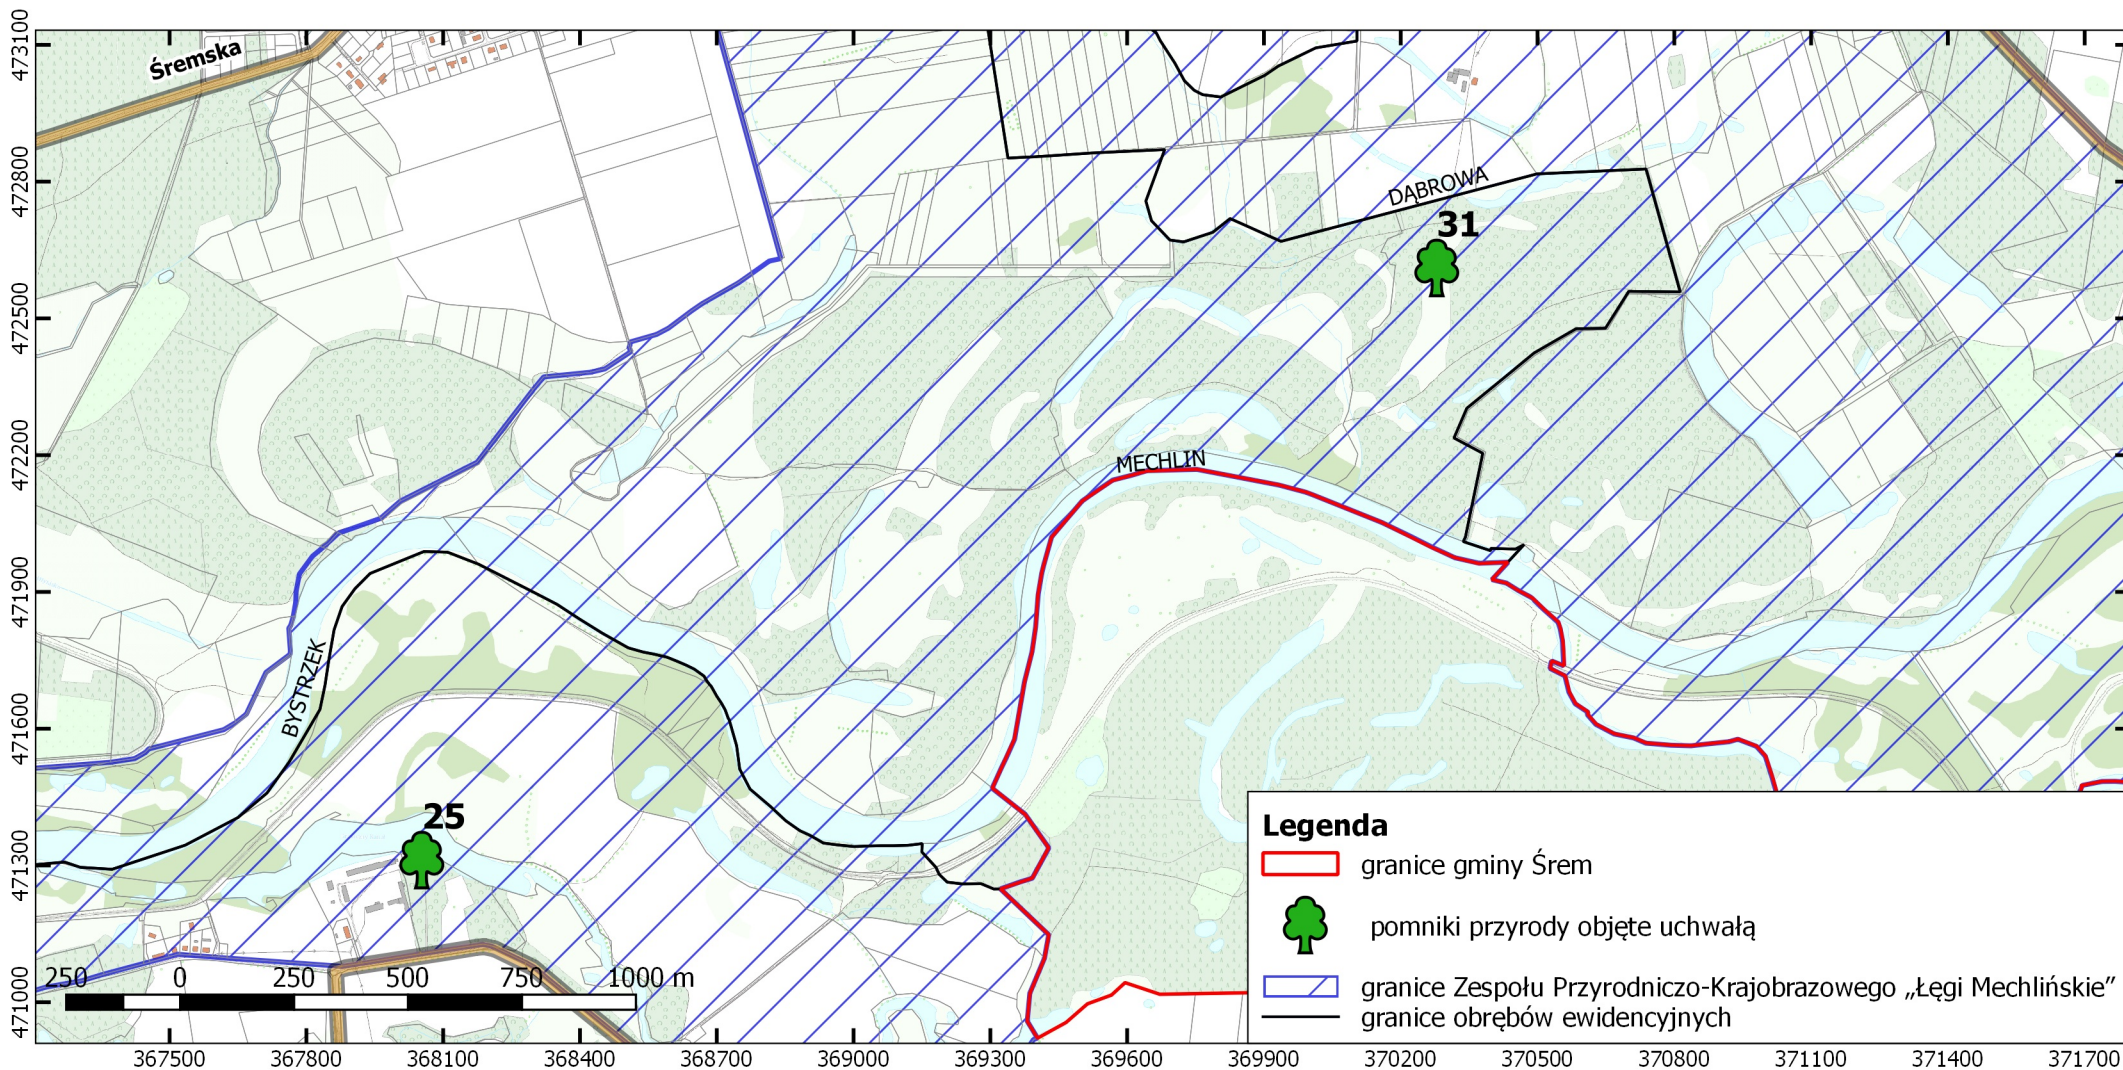 Śremska
DĄBROWA
31
MECHLIN
BYSTRZEK
25
473100
472800
472500
472200
471900
471600
471300
471000
250 0 250 500 750 1000 m
367500 367800 368100 368400 368700 369000 369300 369600 369900 370200 370500 370800 371100 371400 371700
Legenda
granice gminy Śrem
pomniki przyrody objęte uchwałą
granice Zespołu Przyrodniczo-Krajobrazowego „Łęgi Mechlińskie”
granice obrębów ewidencyjnych